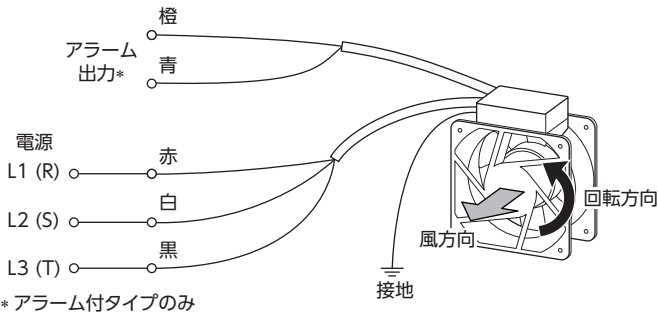 橙
アラーム
出力*
青
電源
赤
L1 (R)
白
L2 (S)
黒
L3 (T)
* アラーム付タイプのみ
接地
風方向
回転方向